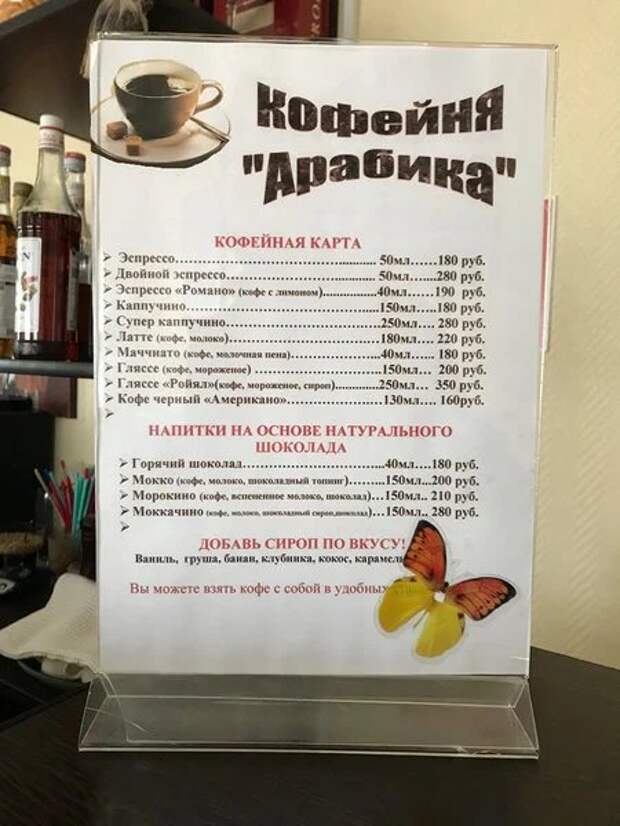 Кофейня
"Арабика"
КОФЕЙНАЯ КАРТА
Эспрессо.......................................................... 50мл……180 руб.
Двойной эспрессо……………………………… 50мл…...280 руб.
Эспрессо «Романо» (кофе с лимоном)...................40мл……190 руб.
Каппучино………………………………………150мл…..180 руб.
Супер каппучино………………………………250мл…. 280 руб.
Латте (кофе, молоко)……………………………180мл… 220 руб.
Маччиато (кофе, молочная пена)………………...40мл…... 180 руб.
Гляссе (кофе, мороженое) ………………………150мл… 200 руб.
Гляссе «Ройял»(кофе, мороженое, сироп).............250мл… 350 руб.
Кофе черный «Американо»……………………130мл…. 160руб.
НАПИТКИ НА ОСНОВЕ НАТУРАЛЬНОГО
ШОКОЛАДА
Горячий шоколад…………………………...40мл….180 руб.
Мокко (кофе, молоко, шоколадный топинг)………150мл...200 руб.
Морокино (кофе, вспененное молоко, шоколад)…150мл.. 210 руб.
Моккачино (кофе, молоко, шоколадный сироп,шоколад)…150мл.. 280 руб.
ДОБАВЬ СИРОП ПО ВКУСУ!
Ваниль, груша, банан, клубника, кокос, карамель
Вы можете взять кофе с собой в удобных